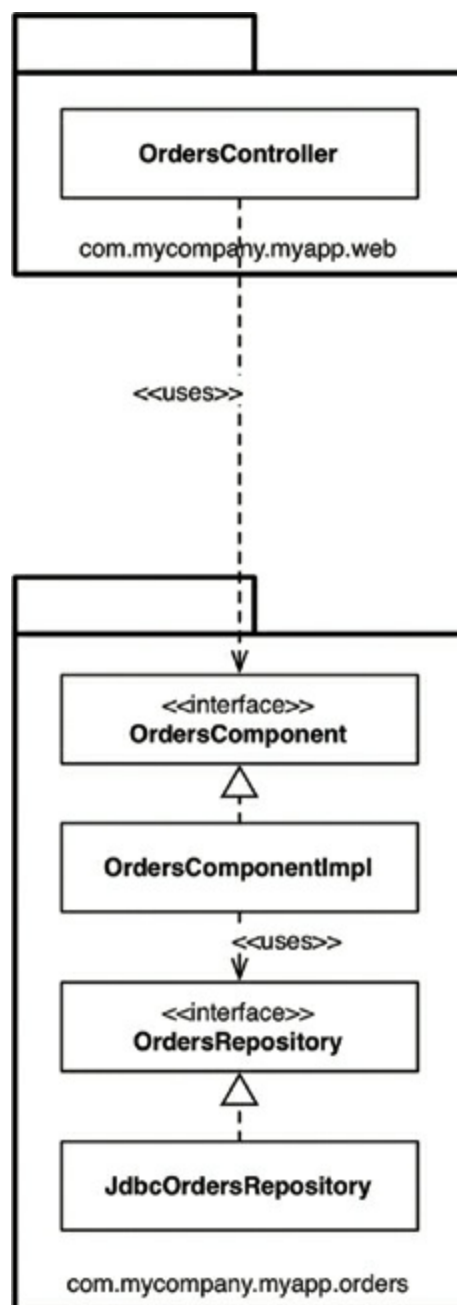 OrdersController
com.mycompany.myapp.web
<<uses>>
<<interface>>
OrdersComponent
OrdersComponentImpl
<<uses>>
<<interface>>
OrdersRepository
JdbcOrdersRepository
com.mycompany.myapp.orders